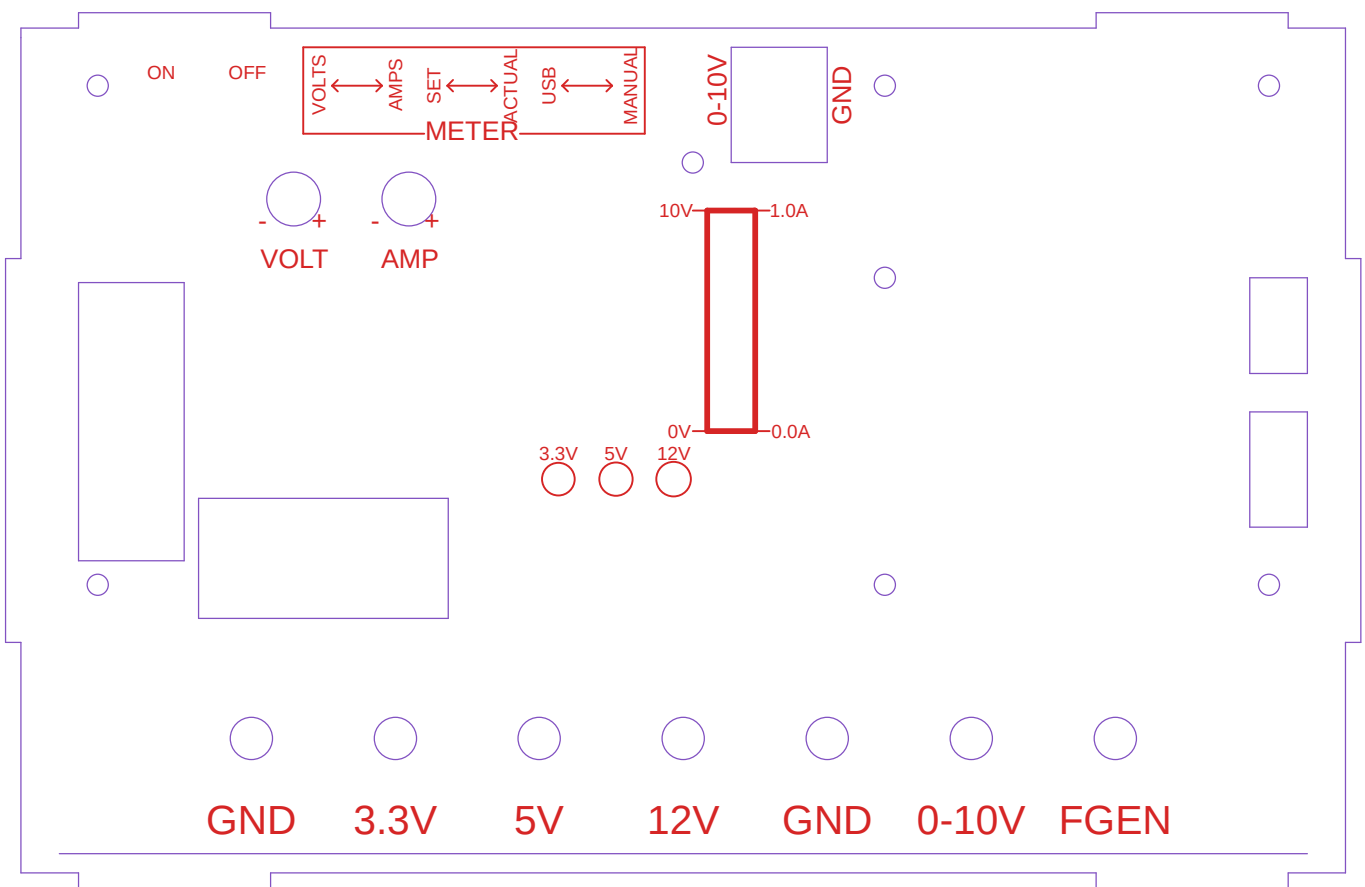 ON OFF
VOLTS AMPS SET ACTUAL USB MANUAL
METER
0-10V GND
- + - +
VOLT AMP
10V 1.0A
0V 0.0A
3.3V 5V 12V
GND 3.3V 5V 12V GND 0-10V FGEN